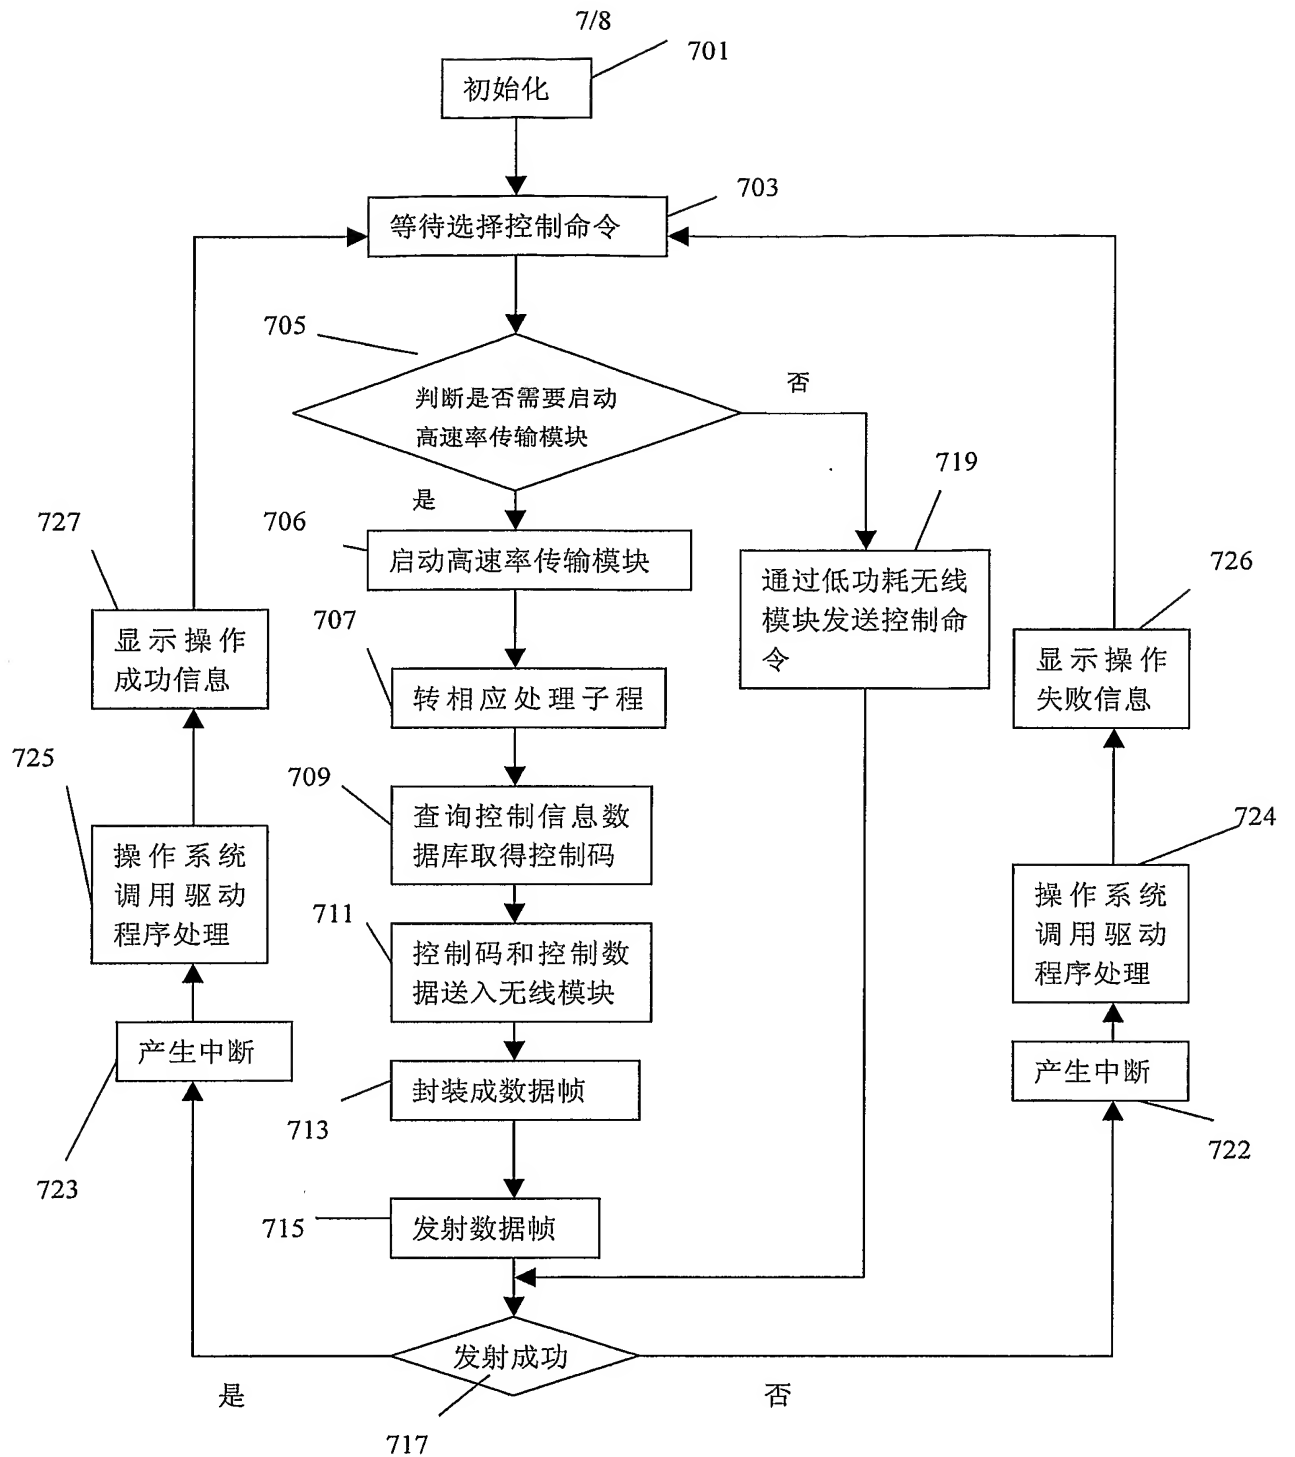 7/8
701
初始化
703
等待选择控制命令
705
判断是否需要启动
高速率传输模块
否
是
719
706
启动高速率传输模块
通过低功耗无线
模块发送控制命
令
727
显示操作
成功信息
726
显示操作
失败信息
707
转相应处理子程
725
操作系统
调用驱动
程序处理
709
查询控制信息数
据库取得控制码
724
操作系统
调用驱动
程序处理
711
控制码和控制数
据送入无线模块
产生中断
723
产生中断
722
封装成数据帧
713
715
发射数据帧
发射成功
是
否
717